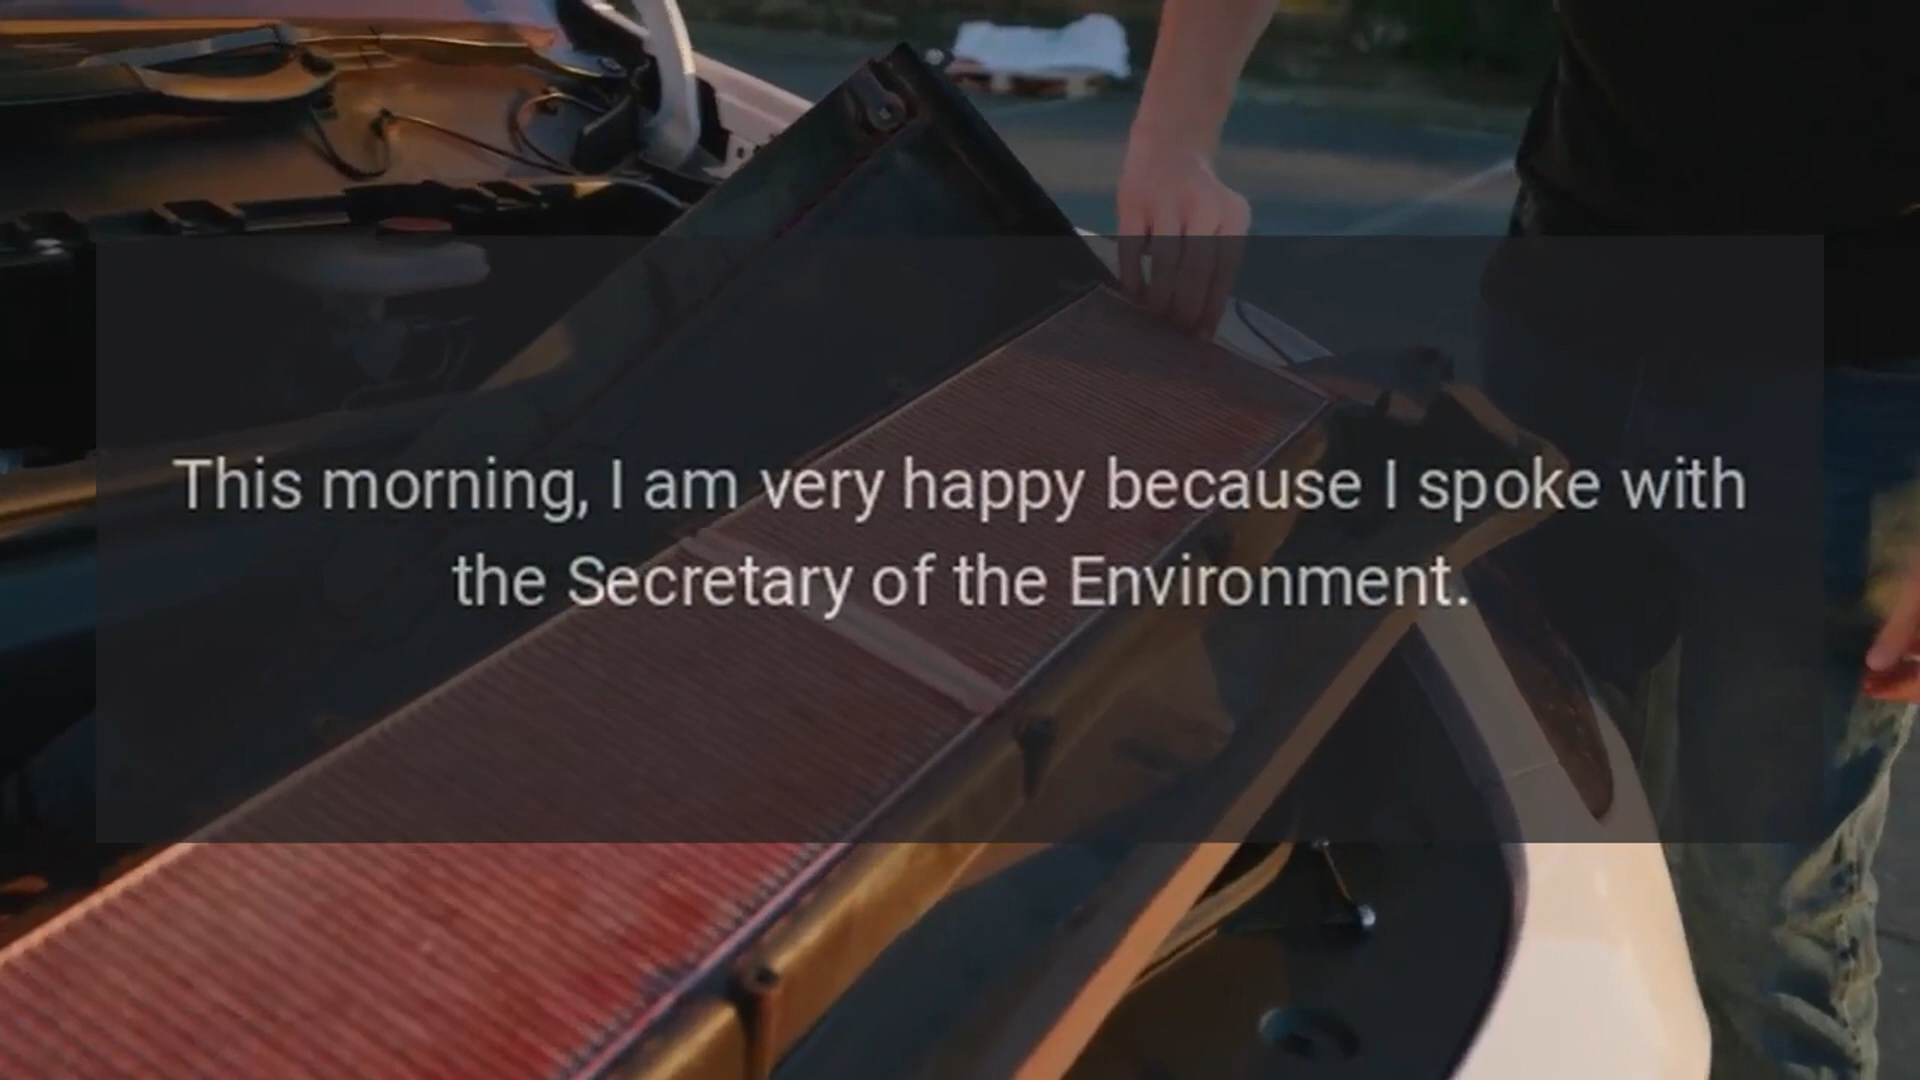 This morning, I am very happy because I spoke with
the Secretary of the Environment.